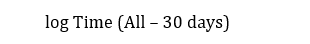 log Time (All – 30 days)